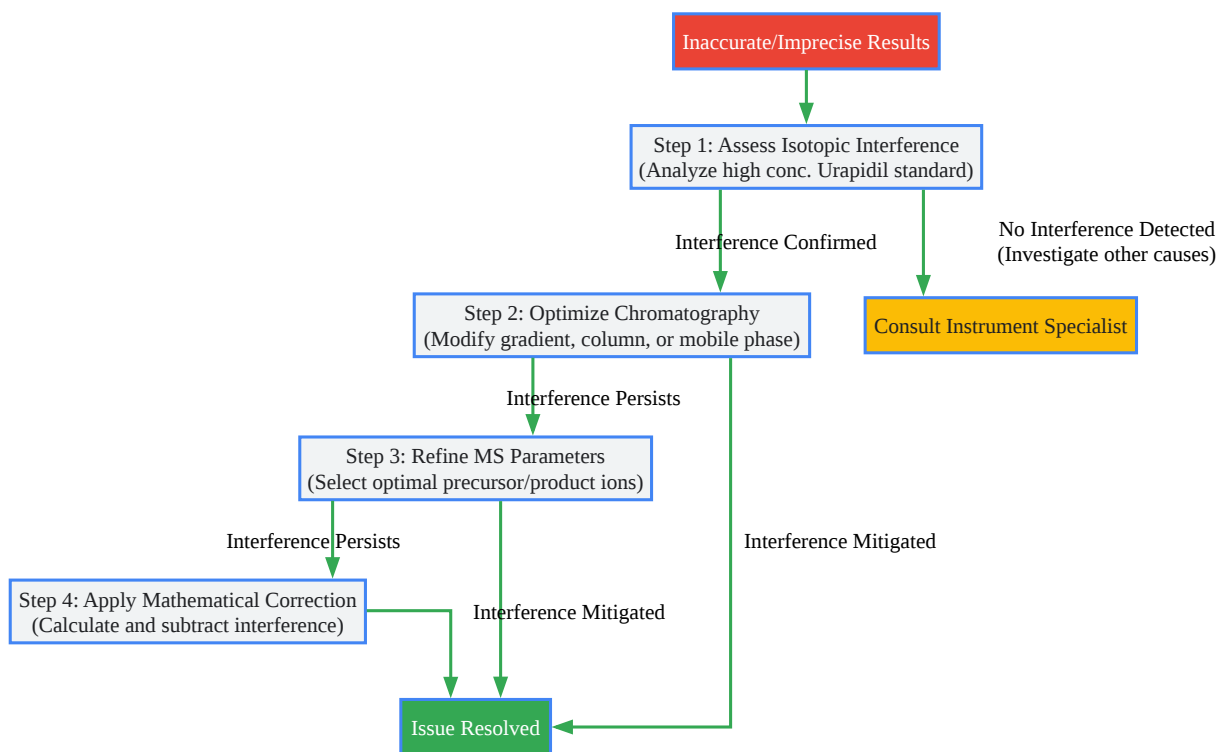 Inaccurate/Imprecise Results
Step 1: Assess Isotopic Interference
(Analyze high conc. Urapidil standard)
Interference Confirmed
No Interference Detected
(Investigate other causes)
Step 2: Optimize Chromatography
(Modify gradient, column, or mobile phase)
Consult Instrument Specialist
Interference Persists
Step 3: Refine MS Parameters
(Select optimal precursor/product ions)
Interference Persists
Interference Mitigated
Step 4: Apply Mathematical Correction
(Calculate and subtract interference)
Interference Mitigated
Issue Resolved